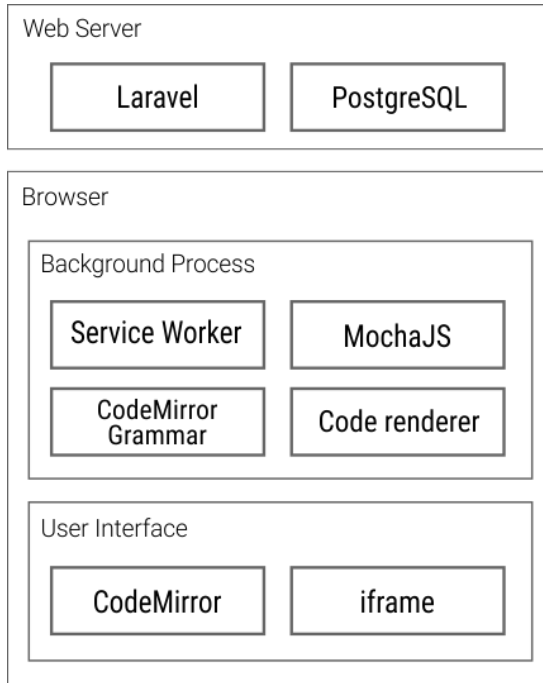 Web Server
Laravel
PostgreSQL
Browser
Background Process
Service Worker
MochaJS
CodeMirror
Grammar
Code renderer
User Interface
CodeMirror
iframe